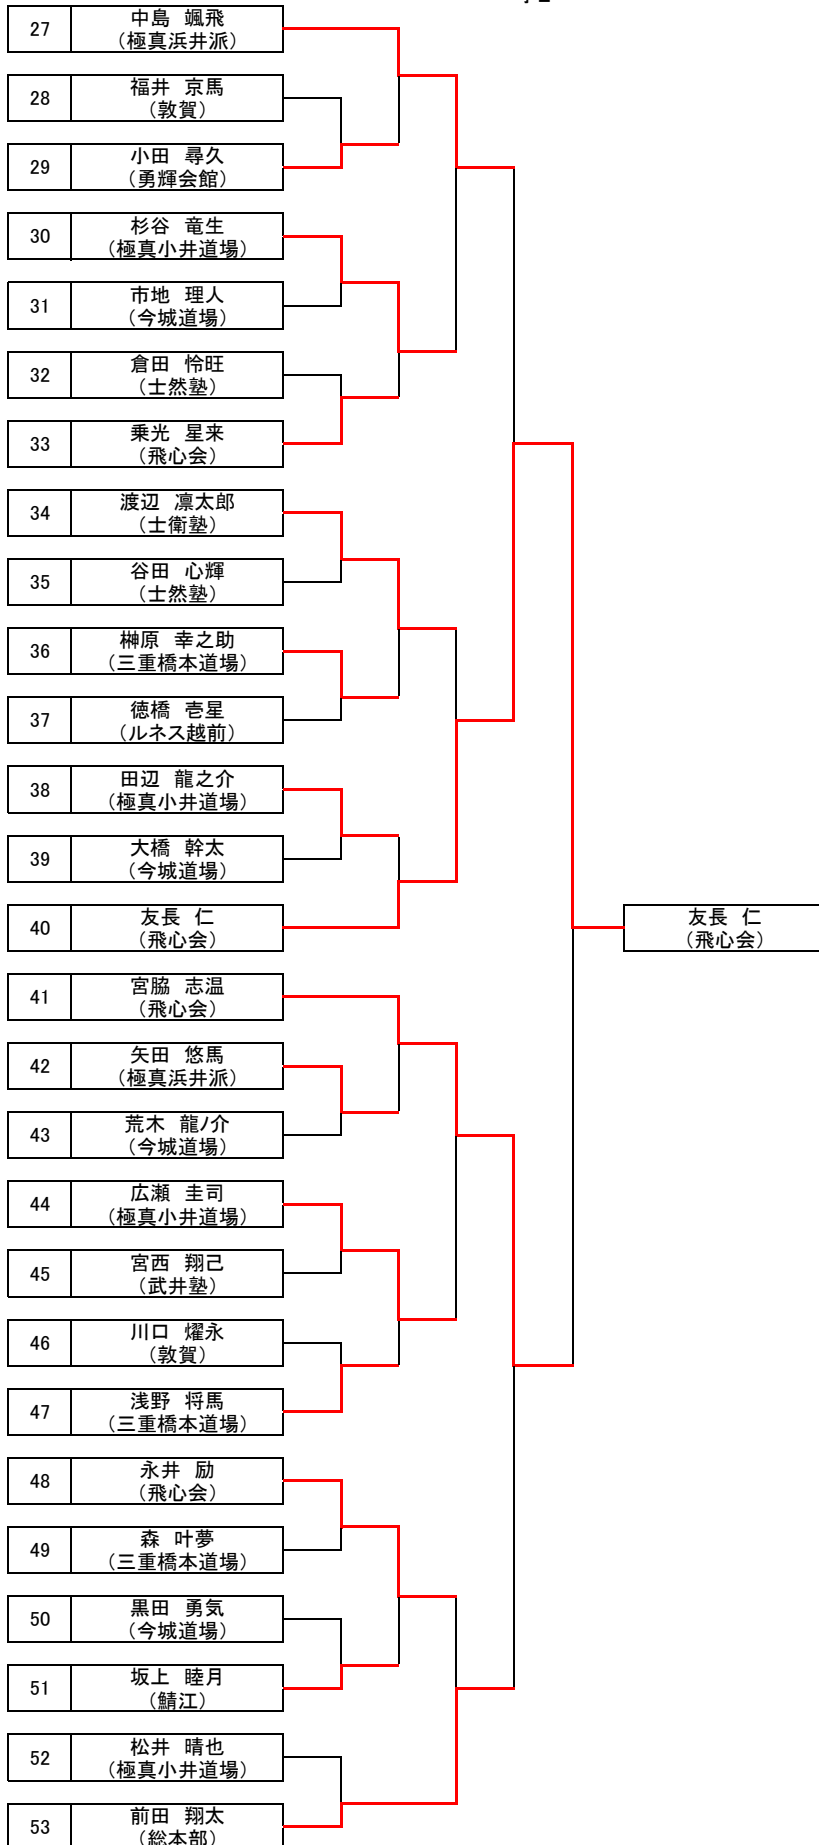 27
中島 颯飛
（極真浜井派）
28
福井 京馬
（敦賀）
29
小田 尋久
（勇輝会館）
30
杉谷 竜生
（極真小井道場）
31
市地 理人
（今城道場）
32
倉田 怜旺
（士然塾）
33
乗光 星来
（飛心会）
34
渡辺 凛太郎
（士衛塾）
35
谷田 心輝
（士然塾）
36
榊原 幸之助
（三重橋本道場）
37
徳橋 壱星
（ルネス越前）
38
田辺 龍之介
（極真小井道場）
39
大橋 幹太
（今城道場）
40
友長 仁
（飛心会）
友長 仁
（飛心会）
41
宮脇 志温
（飛心会）
42
矢田 悠馬
（極真浜井派）
43
荒木 龍ﾉ介
（今城道場）
44
広瀬 圭司
（極真小井道場）
45
宮西 翔己
（武井塾）
46
川口 燿永
（敦賀）
47
浅野 将馬
（三重橋本道場）
48
永井 励
（飛心会）
49
森 叶夢
（三重橋本道場）
50
黒田 勇気
（今城道場）
51
坂上 睦月
（鯖江）
52
松井 晴也
（極真小井道場）
53
前田 翔太
（総本部）